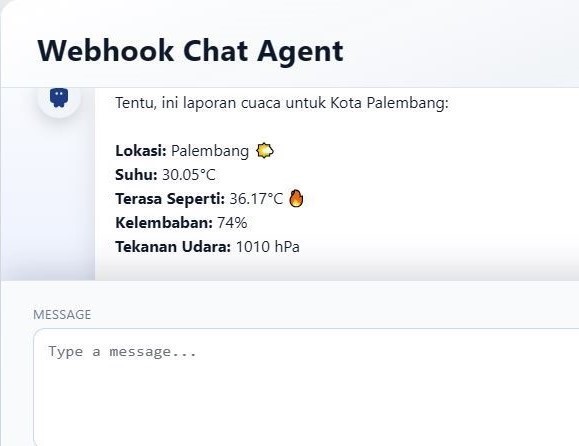 Webhook Chat Agent
Tentu, ini laporan cuaca untuk Kota Palembang:
Lokasi: Palembang 🌤️
Suhu: 30.05°C
Terasa Seperti: 36.17°C 🔥
Kelembaban: 74%
Tekanan Udara: 1010 hPa
MESSAGE
Type a message...